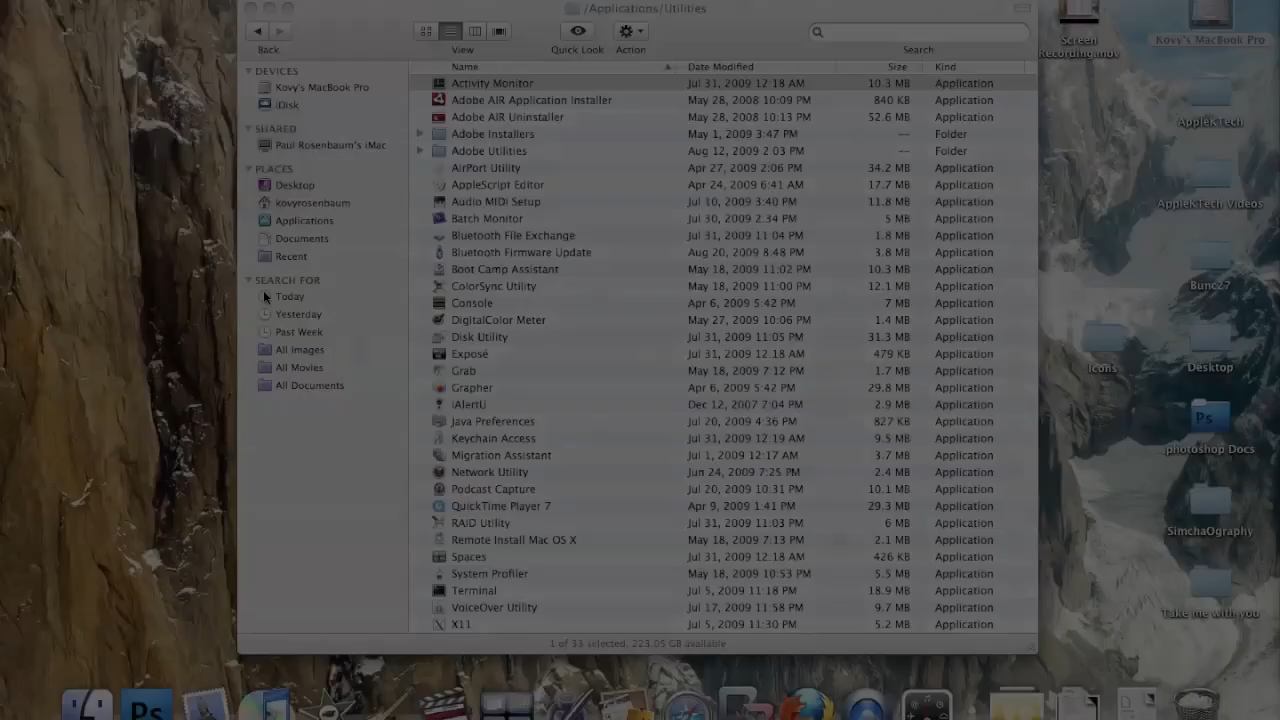 /Applications/Utilities
Back
View
Quick Look
Action
Search
DEVICES
Kovy's MacBook Pro
iDisk
SHARED
Paul Rosenbaum's iMac
PLACES
Desktop
kovyrosenbaum
Applications
Documents
Recent
SEARCH FOR
Today
Yesterday
Past Week
All Images
All Movies
All Documents
Name Date Modified Size Kind
Activity Monitor Jul 31, 2009 12:18 AM 10.3 MB Application
Adobe AIR Application Installer May 28, 2008 10:09 PM 840 KB Application
Adobe AIR Uninstaller May 28, 2008 10:13 PM 52.6 MB Application
Adobe Installers May 1, 2009 3:47 PM -- Folder
Adobe Utilities Aug 12, 2009 2:03 PM -- Folder
AirPort Utility Apr 27, 2009 2:06 PM 34.2 MB Application
AppleScript Editor Apr 24, 2009 6:41 AM 17.7 MB Application
Audio MIDI Setup Jul 10, 2009 3:40 PM 11.8 MB Application
Batch Monitor Jul 30, 2009 2:34 PM 5 MB Application
Bluetooth File Exchange Jul 31, 2009 11:04 PM 1.8 MB Application
Bluetooth Firmware Update Aug 20, 2009 8:48 PM 3.8 MB Application
Boot Camp Assistant May 18, 2009 11:02 PM 10.3 MB Application
ColorSync Utility May 18, 2009 11:00 PM 12.1 MB Application
Console Apr 6, 2009 5:42 PM 7 MB Application
DigitalColor Meter May 27, 2009 10:06 PM 1.4 MB Application
Disk Utility Jul 31, 2009 11:05 PM 31.3 MB Application
Exposé Jul 31, 2009 12:18 AM 479 KB Application
Grab May 18, 2009 7:12 PM 1.7 MB Application
Grapher Apr 6, 2009 5:42 PM 29.8 MB Application
iAlertU Dec 12, 2007 7:04 PM 2.9 MB Application
Java Preferences Jul 20, 2009 4:36 PM 827 KB Application
Keychain Access Jul 31, 2009 12:19 AM 9.5 MB Application
Migration Assistant Jul 1, 2009 12:17 AM 3.7 MB Application
Network Utility Jun 24, 2009 7:25 PM 2.4 MB Application
Podcast Capture Jul 20, 2009 10:31 PM 10.1 MB Application
QuickTime Player 7 Apr 9, 2009 1:41 PM 29.3 MB Application
RAID Utility Jul 31, 2009 11:03 PM 6 MB Application
Remote Install Mac OS X May 18, 2009 7:13 PM 2.1 MB Application
Spaces Jul 31, 2009 12:18 AM 426 KB Application
System Profiler May 18, 2009 10:53 PM 5.5 MB Application
Terminal Jul 5, 2009 11:18 PM 18.9 MB Application
VoiceOver Utility Jul 17, 2009 11:58 PM 9.7 MB Application
X11 Jul 5, 2009 11:30 PM 5.2 MB Application
1 of 33 selected, 223.05 GB available
Screen
Recording.mov
Kovy's MacBook Pro
AppleKTech
AppleKTech Videos
Bunc27
Icons
Desktop
Ps
photoshop Docs
SimchaOgraphy
Take me with you
Ps